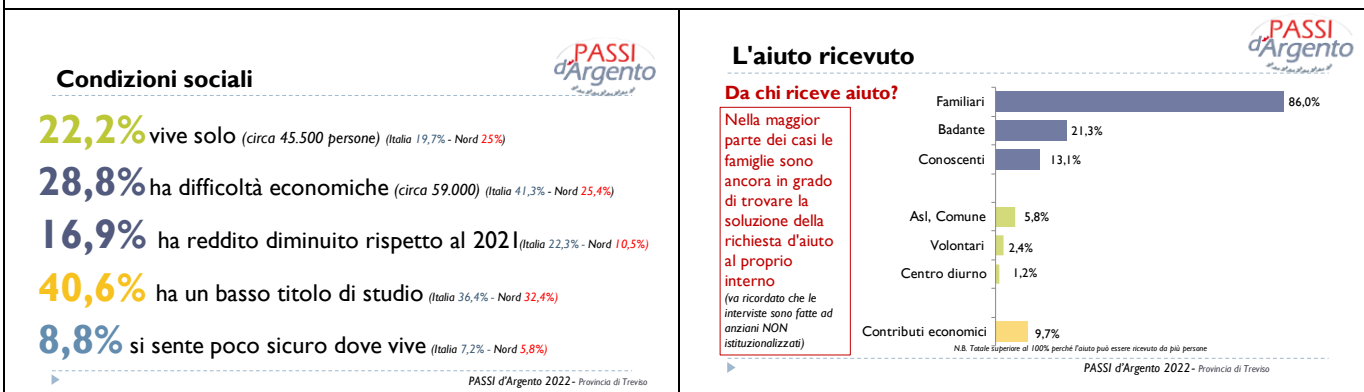 PASSI
d'Argento
Condizioni sociali
22,2% vive solo (circa 45.500 persone) (Italia 19,7% - Nord 25%)
28,8% ha difficoltà economiche (circa 59.000) (Italia 41,3% - Nord 25,4%)
16,9% ha reddito diminuito rispetto al 2021 (Italia 22,3% - Nord 10,5%)
40,6% ha un basso titolo di studio (Italia 36,4% - Nord 32,4%)
8,8% si sente poco sicuro dove vive (Italia 7,2% - Nord 5,8%)
PASSI d'Argento 2022 - Provincia di Treviso
PASSI
d'Argento
L'aiuto ricevuto
Da chi riceve aiuto?
Nella maggior
parte dei casi le
famiglie sono
ancora in grado
di trovare la
soluzione della
richiesta d'aiuto
al proprio
interno
(va ricordato che le
interviste sono fatte ad
anziani NON
istituzionalizzati)
Familiari 86,0%
Badante 21,3%
Conoscenti 13,1%
Asl, Comune 5,8%
Volontari 2,4%
Centro diurno 1,2%
Contributi economici 9,7%
N.B. Totale superiore al 100% perché l'aiuto può essere ricevuto da più persone
PASSI d'Argento 2022 - Provincia di Treviso